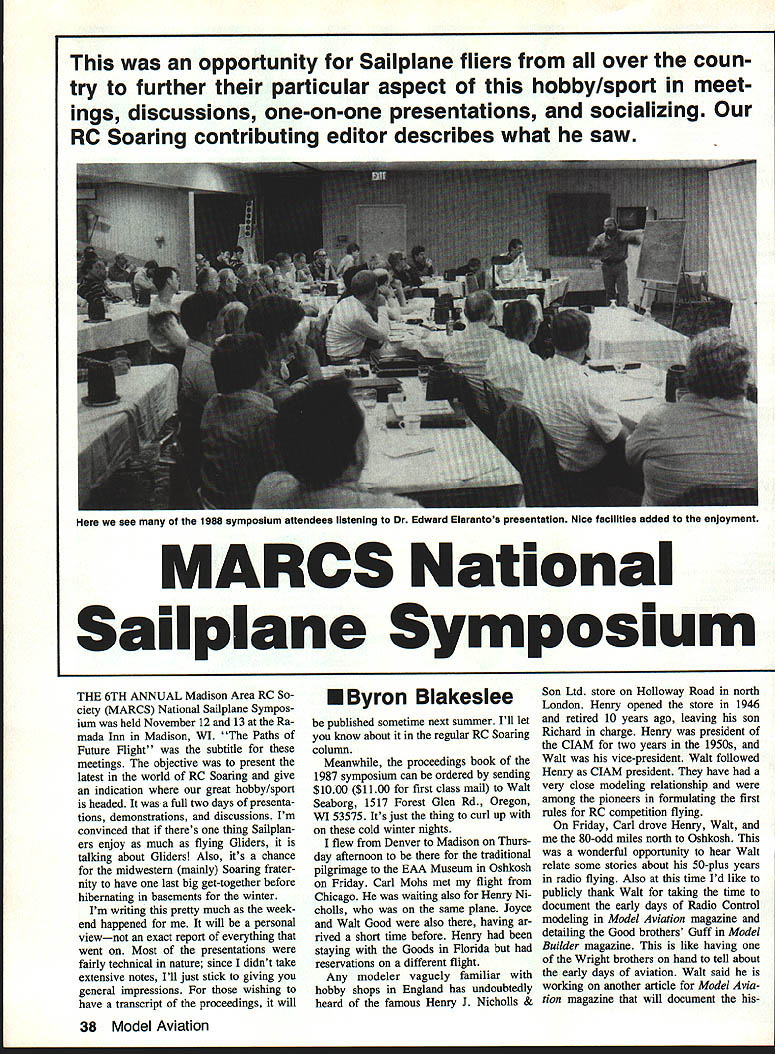 This was an opportunity for Sailplane fliers from all over the coun-
try to further their particular aspect of this hobby/sport in meet-
ings, discussions, one-on-one presentations, and socializing. Our
RC Soaring contributing editor describes what he saw.
EXIT
Here we see many of the 1988 symposium attendees listening to Dr. Edward Elaranto's presentation. Nice facilities added to the enjoyment.
MARCS National
Sailplane Symposium
THE 6TH ANNUAL Madison Area RC So-
ciety (MARCS) National Sailplane Sympos-
ium was held November 12 and 13 at the Ra-
mada Inn in Madison, WI. "The Paths of
Future Flight" was the subtitle for these
meetings. The objective was to present the
latest in the world of RC Soaring and give
an indication where our great hobby/sport
is headed. It was a full two days of presenta-
tions, demonstrations, and discussions. I'm
convinced that if there's one thing Sailplan-
ers enjoy as much as flying Gliders, it is
talking about Gliders! Also, it's a chance
for the midwestern (mainly) Soaring frater-
nity to have one last big get-together before
hibernating in basements for the winter.
I'm writing this pretty much as the week-
end happened for me. It will be a personal
view—not an exact report of everything that
went on. Most of the presentations were
fairly technical in nature; since I didn't take
extensive notes, I'll just stick to giving you
general impressions. For those wishing to
have a transcript of the proceedings, it will
■Byron Blakeslee
be published sometime next summer. I'll let
you know about it in the regular RC Soaring
column.
Meanwhile, the proceedings book of the
1987 symposium can be ordered by sending
$10.00 ($11.00 for first class mail) to Walt
Seaborg, 1517 Forest Glen Rd., Oregon,
WI 53575. It's just the thing to curl up with
on these cold winter nights.
I flew from Denver to Madison on Thurs-
day afternoon to be there for the traditional
pilgrimage to the EAA Museum in Oshkosh
on Friday. Carl Mohs met my flight from
Chicago. He was waiting also for Henry Ni-
cholls, who was on the same plane. Joyce
and Walt Good were also there, having ar-
rived a short time before. Henry had been
staying with the Goods in Florida but had
reservations on a different flight.
Any modeler vaguely familiar with
hobby shops in England has undoubtedly
heard of the famous Henry J. Nicholls &
Son Ltd. store on Holloway Road in north
London. Henry opened the store in 1946
and retired 10 years ago, leaving his son
Richard in charge. Henry was president of
the CIAM for two years in the 1950s, and
Walt was his vice-president. Walt followed
Henry as CIAM president. They have had a
very close modeling relationship and were
among the pioneers in formulating the first
rules for RC competition flying.
On Friday, Carl drove Henry, Walt, and
me the 80-odd miles north to Oshkosh. This
was a wonderful opportunity to hear Walt
relate some stories about his 50-plus years
in radio flying. Also at this time I'd like to
publicly thank Walt for taking the time to
document the early days of Radio Control
modeling in Model Aviation magazine and
detailing the Good brothers' Guff in Model
Builder magazine. This is like having one
of the Wright brothers on hand to tell about
the early days of aviation. Walt said he is
working on another article for Model Avia-
tion magazine that will document the his-
38 Model Aviation